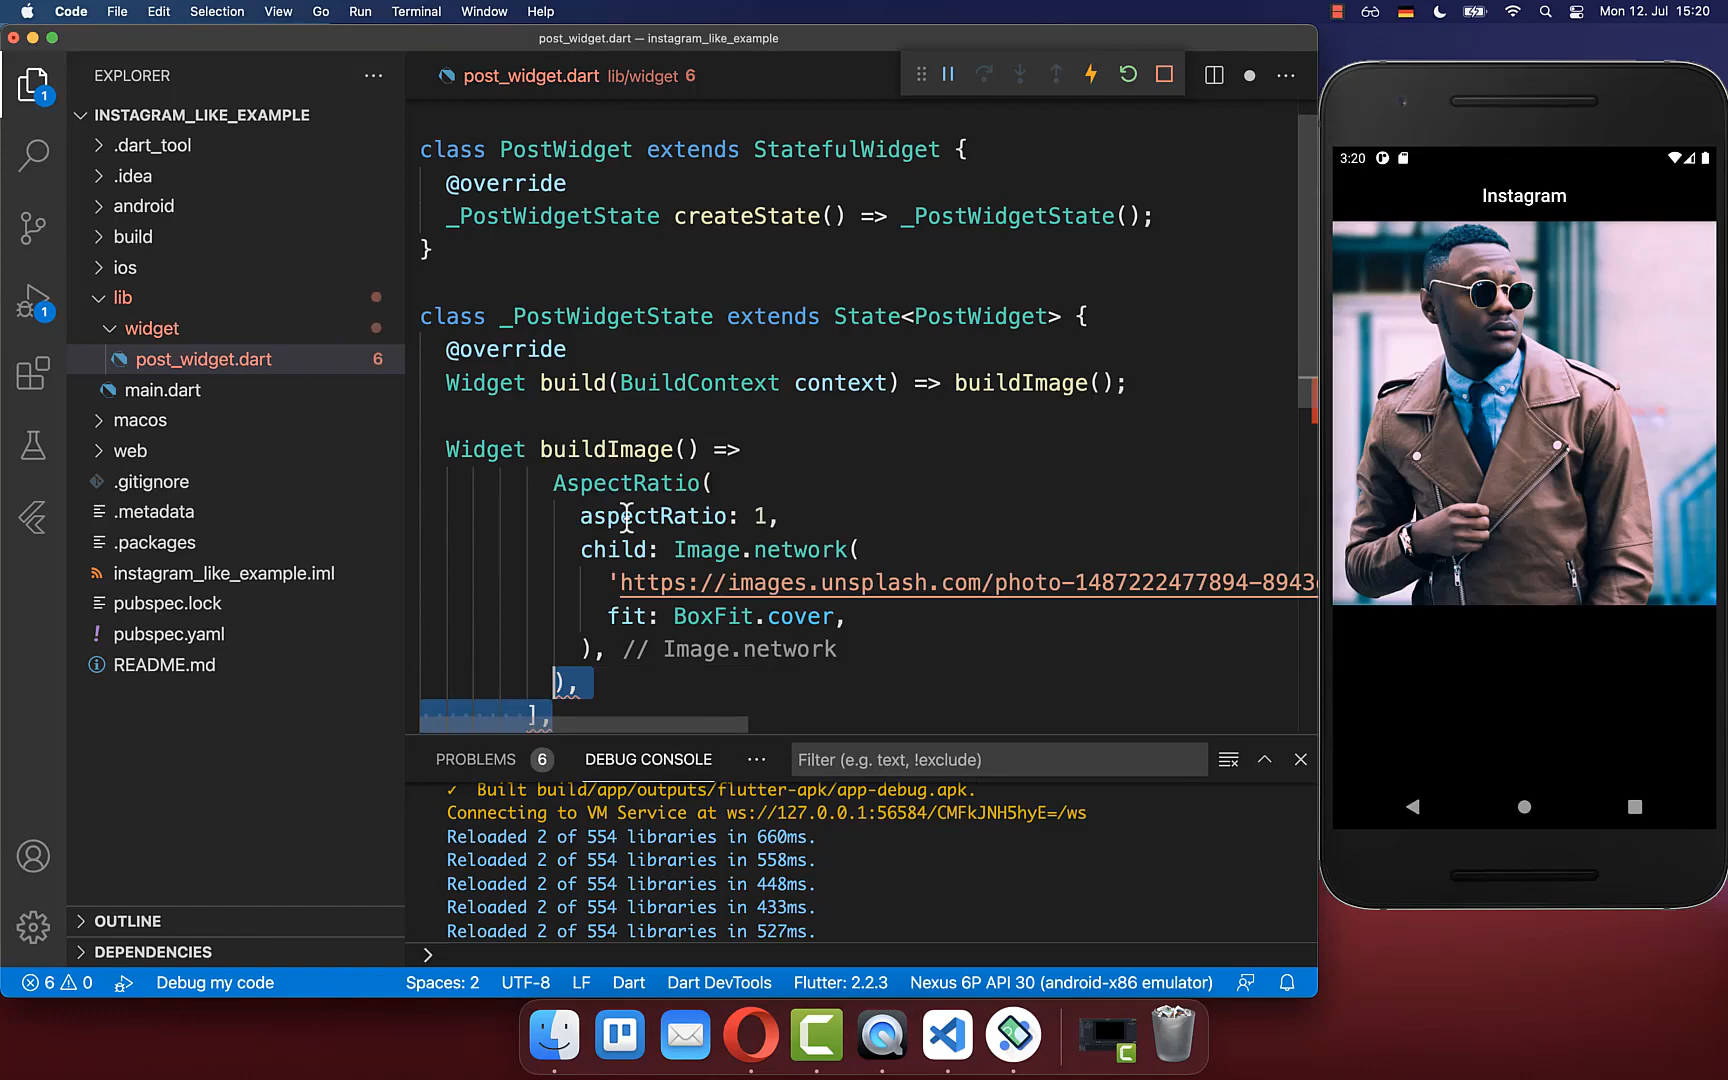 Code File Edit Selection View Go Run Terminal Window Help
Mon 12. Jul 15:20
post_widget.dart — instagram_like_example
EXPLORER
INSTAGRAM_LIKE_EXAMPLE
.dart_tool
.idea
android
build
ios
lib
widget
post_widget.dart 6
main.dart
macos
web
.gitignore
.metadata
.packages
instagram_like_example.iml
pubspec.lock
! pubspec.yaml
README.md
OUTLINE
DEPENDENCIES
1
1
post_widget.dart lib/widget 6
class PostWidget extends StatefulWidget {
@override
_PostWidgetState createState() => _PostWidgetState();
}
class _PostWidgetState extends State<PostWidget> {
@override
Widget build(BuildContext context) => buildImage();
Widget buildImage() =>
AspectRatio(
aspectRatio: 1,
child: Image.network(
'https://images.unsplash.com/photo-1487222477894-8943
fit: BoxFit.cover,
), // Image.network
),
],
PROBLEMS 6 DEBUG CONSOLE Filter (e.g. text, !exclude)
✓ Built build/app/outputs/flutter-apk/app-debug.apk.
Connecting to VM Service at ws://127.0.0.1:56584/CMFkJNH5hyE=/ws
Reloaded 2 of 554 libraries in 660ms.
Reloaded 2 of 554 libraries in 558ms.
Reloaded 2 of 554 libraries in 448ms.
Reloaded 2 of 554 libraries in 433ms.
Reloaded 2 of 554 libraries in 527ms.
6 0 Debug my code Spaces: 2 UTF-8 LF Dart Dart DevTools Flutter: 2.2.3 Nexus 6P API 30 (android-x86 emulator)
3:20
Instagram